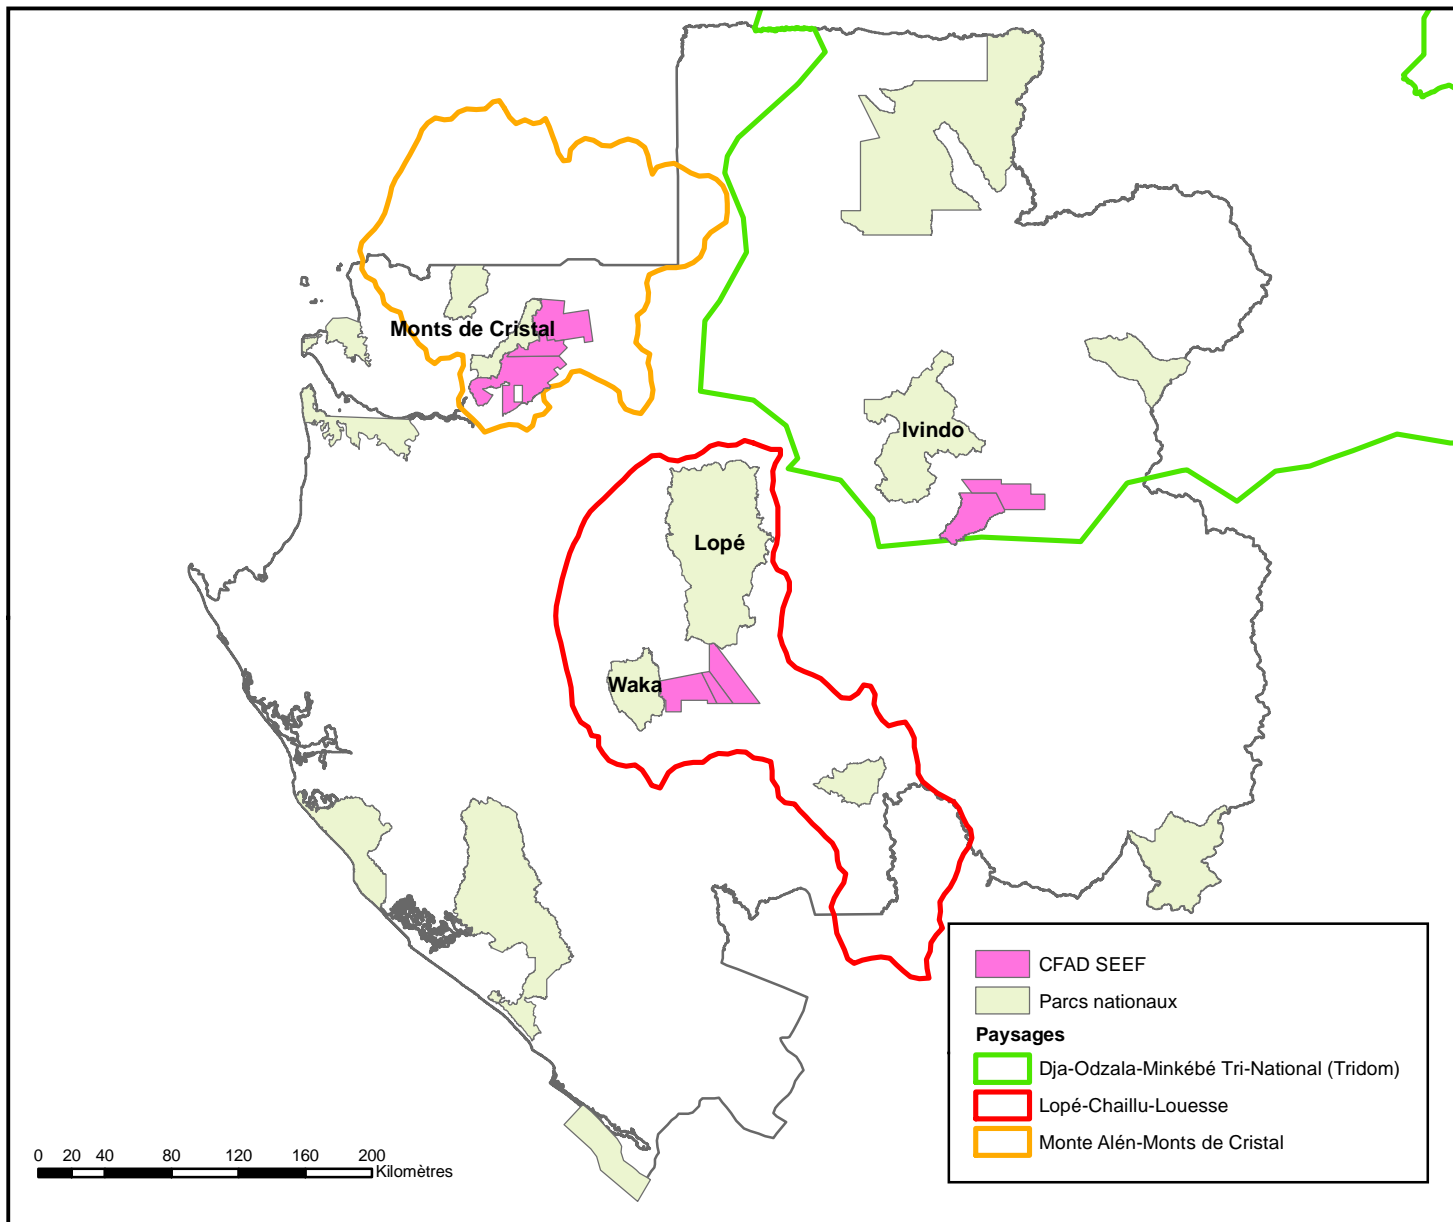 Monts de Cristal
Ivindo
Lopé
Waka
CFAD SEEF
Parcs nationaux
Paysages
Dja-Odzala-Minkébé Tri-National (Tridom)
Lopé-Chaillu-Louesse
Monte Alén-Monts de Cristal
0 20 40 80 120 160 200
Kilomètres